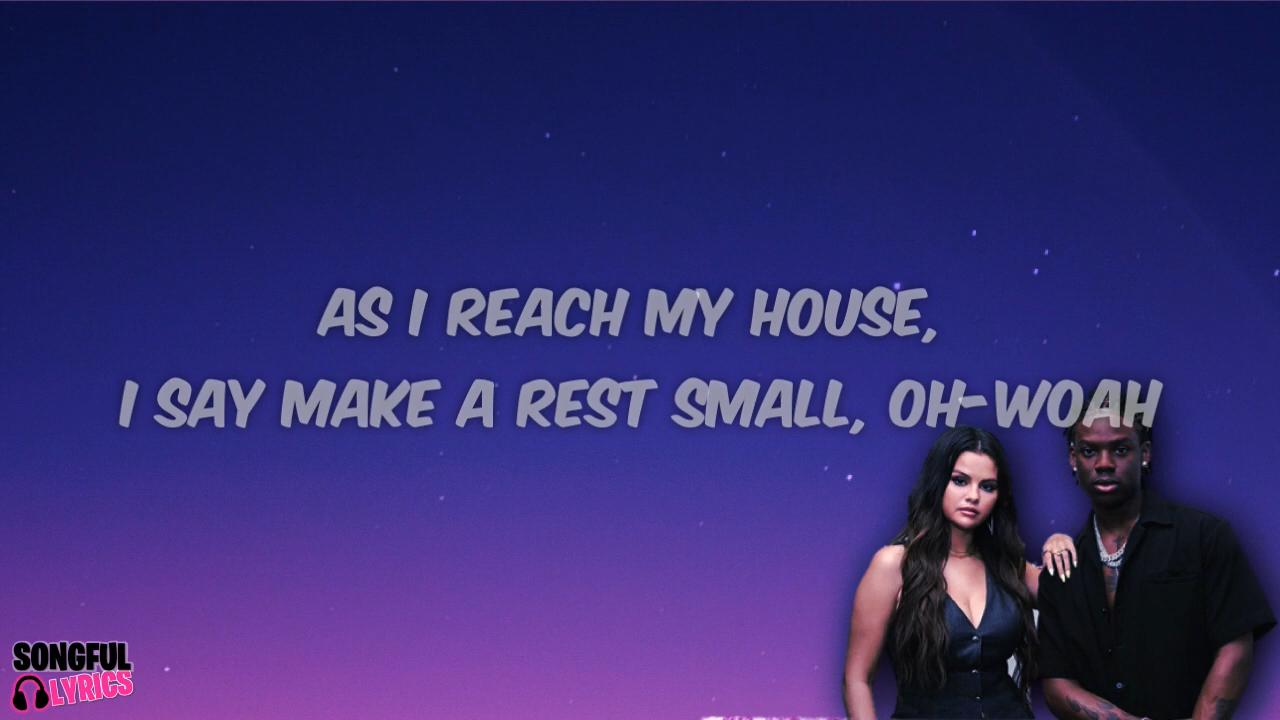 AS I REACH MY HOUSE,
I SAY MAKE A REST SMALL, OH-WOAH
SONGFUL
LYRICS